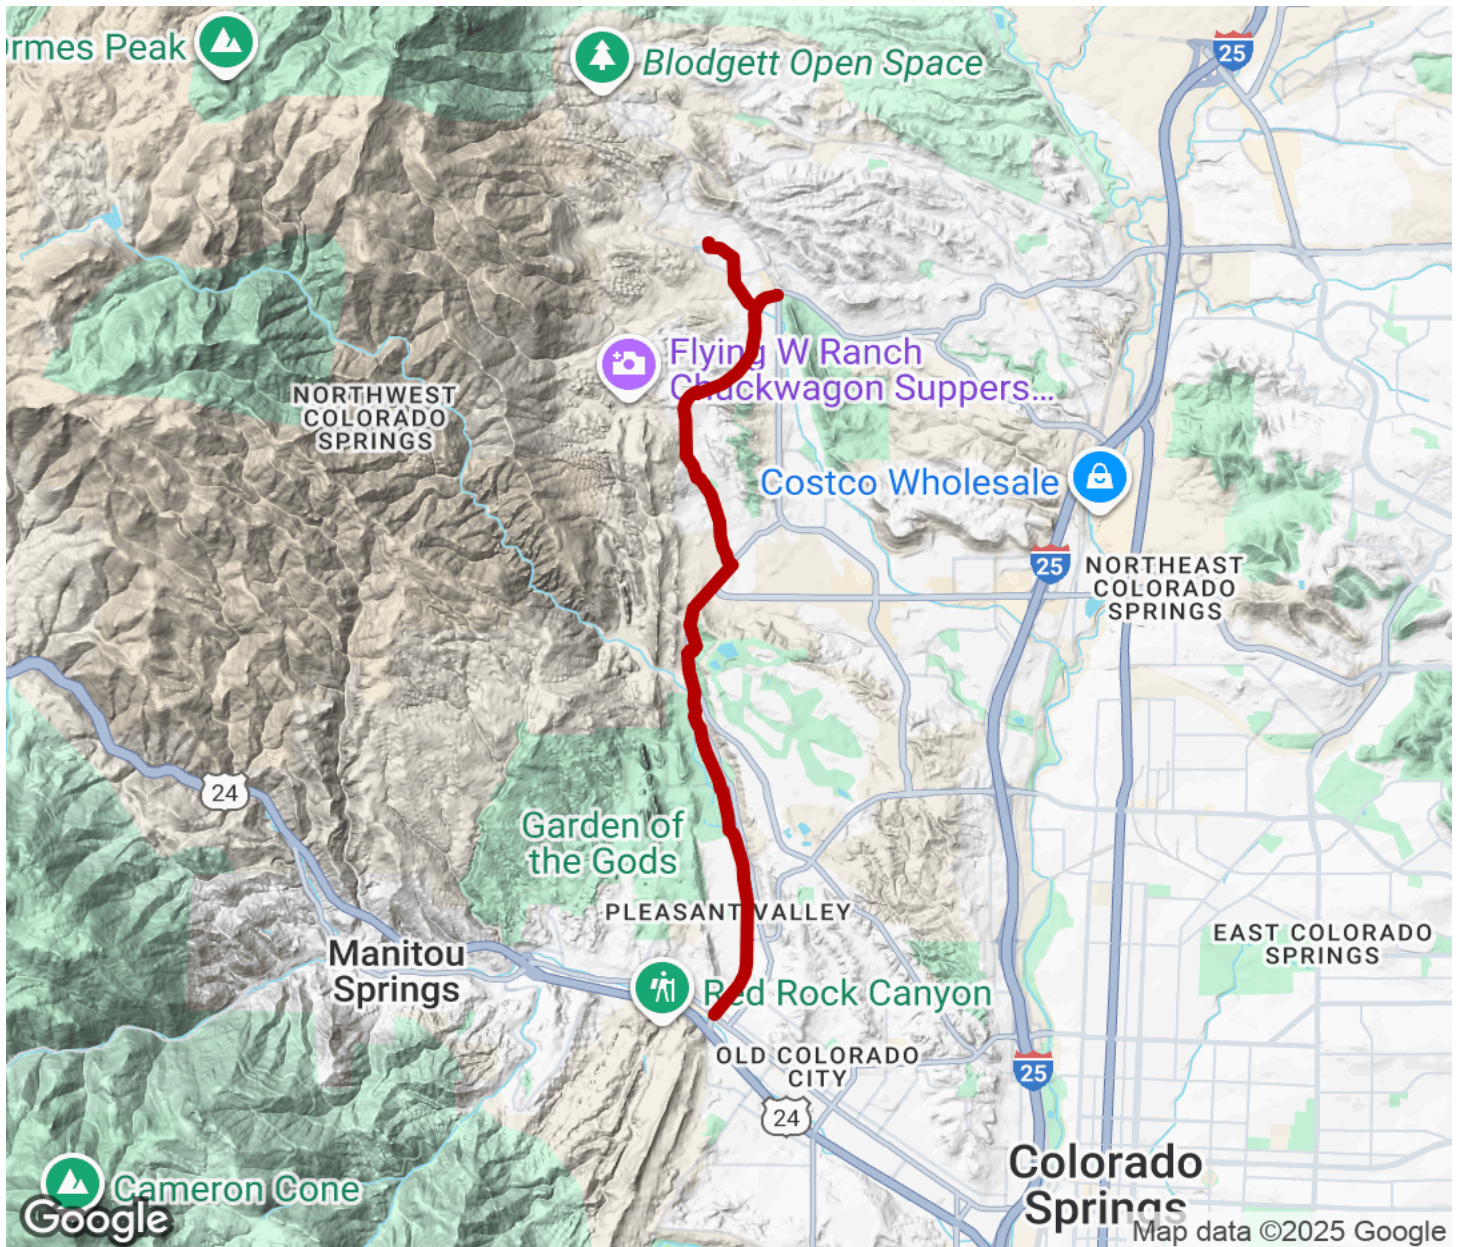 rmes Peak
Blodgett Open Space
25
Flying W Ranch
Chuckwagon Suppers...
NORTHWEST
COLORADO
SPRINGS
Costco Wholesale
25
NORTHEAST
COLORADO
SPRINGS
24
Garden of
the Gods
PLEASANT VALLEY
EAST COLORADO
SPRINGS
Manitou
Springs
Red Rock Canyon
OLD COLORADO
CITY
25
24
Colorado
Springs
Cameron Cone
Google
Map data ©2025 Google